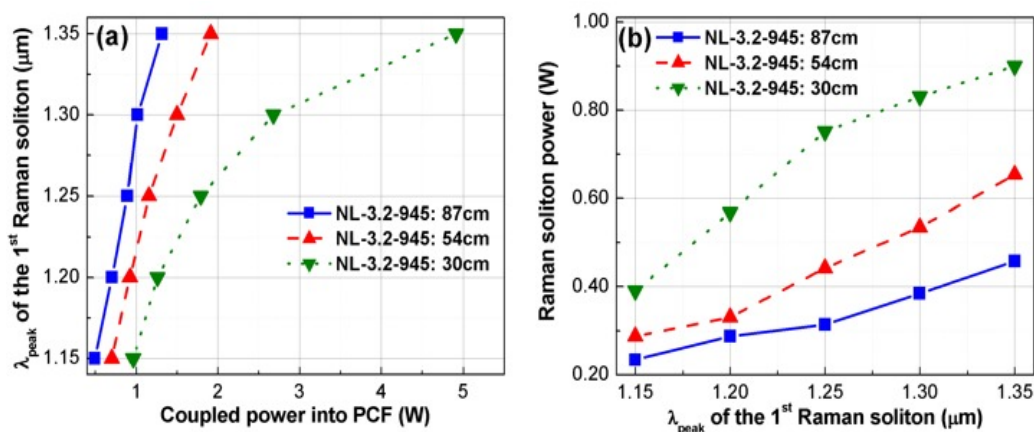 (a)
λpeak of the 1st Raman soliton (μm)
1.35
1.30
1.25
1.20
1.15
NL-3.2-945: 87cm
NL-3.2-945: 54cm
NL-3.2-945: 30cm
1 2 3 4 5
Coupled power into PCF (W)
(b)
Raman soliton power (W)
1.00
0.80
0.60
0.40
0.20
NL-3.2-945: 87cm
NL-3.2-945: 54cm
NL-3.2-945: 30cm
1.15 1.20 1.25 1.30 1.35
λpeak of the 1st Raman soliton (μm)